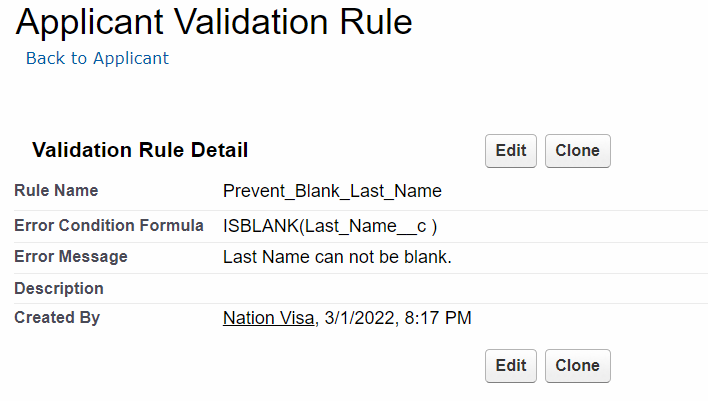 Applicant Validation Rule
Back to Applicant
Validation Rule Detail Edit Clone
Rule Name Prevent_Blank_Last_Name
Error Condition Formula ISBLANK(Last_Name__c )
Error Message Last Name can not be blank.
Description
Created By Nation Visa, 3/1/2022, 8:17 PM
Edit Clone